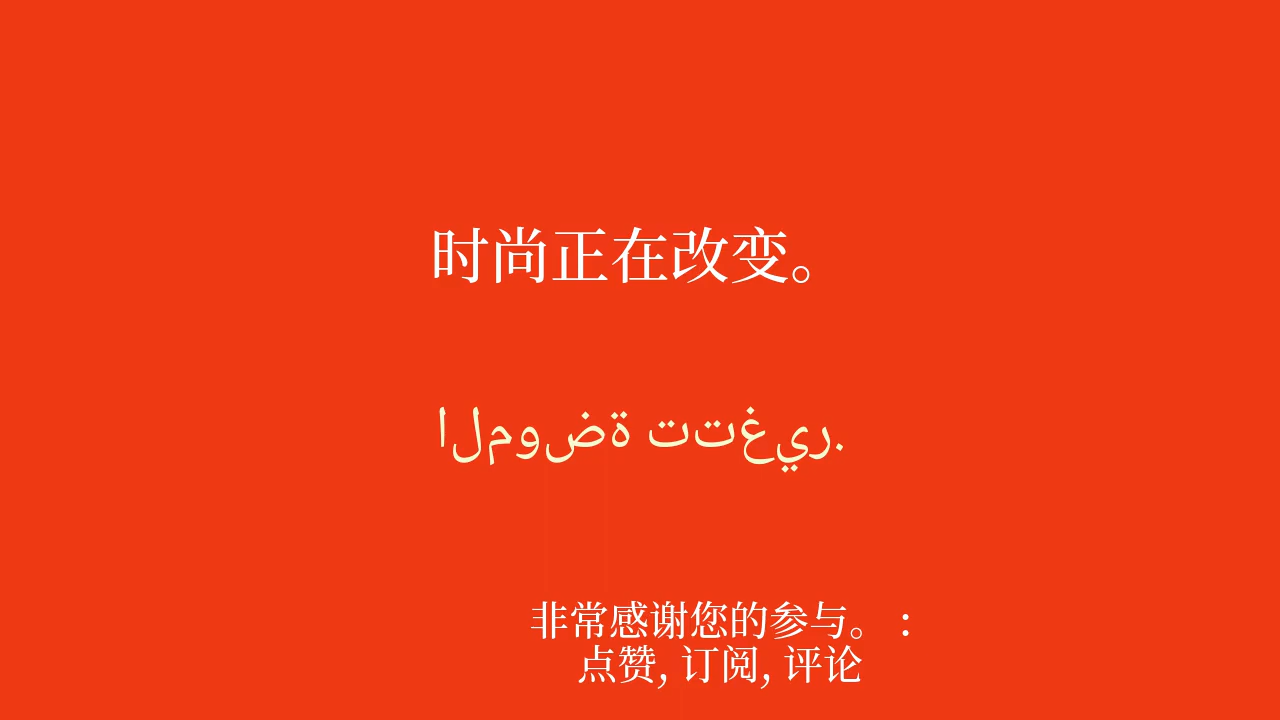 时尚正在改变。
الموضة تتغير.
非常感谢您的参与。 :
点赞, 订阅, 评论